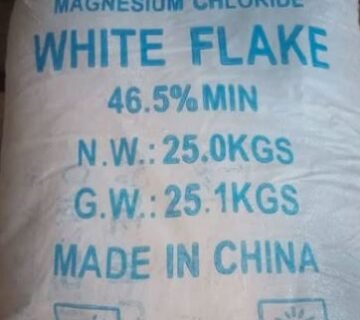 MAGNESIUM CHLORIDE
WHITE FLAKE
46.5%MIN
N.W.: 25.0KGS
G.W.: 25.1KGS
MADE IN CHINA